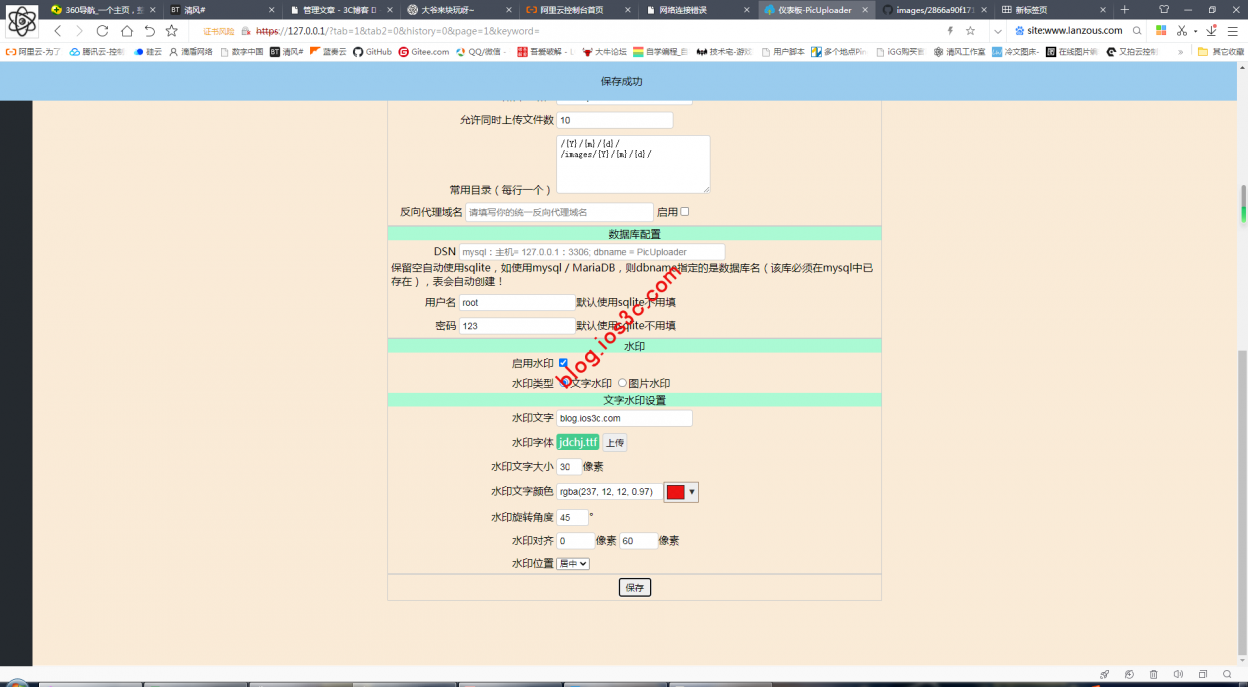 360导航_一个主页，整
清风#
管理文章 - 3C博客 D
大爷来块玩呀~
阿里云控制台首页
网络连接错误
仪表板-PicUploader
images/2866a90f171
新标签页
证书风险
https://127.0.0.1/?tab=1&tab2=0&history=0&page=1&keyword=
site:www.lanzous.com
阿里云-为了
腾讯云-控制
硅云
滴盾网络
数字中国
清风#
蓝奏云
GitHub
Gitee.com
QQ/微信 -
吾爱破解 - L
大牛论坛
自学编程_自
技术宅-游戏
用户脚本
多个地点Pin
iGG购买谢
清风工作室
冷文图床-
在线图片编
又拍云控制
»
其它收藏
保存成功
允许同时上传文件数 10
/{Y}/{m}/{d}/
/images/{Y}/{m}/{d}/
常用目录（每行一个）
反向代理域名 请填写你的统一反向代理域名 启用
数据库配置
DSN mysql：主机= 127.0.0.1：3306; dbname = PicUploader
保留空自动使用sqlite，如使用mysql / MariaDB，则dbname指定的是数据库名（该库必须在mysql中已
存在），表会自动创建！
用户名 root 默认使用sqlite不用填
密码 123 默认使用sqlite不用填
blog.ios3c.com
水印
启用水印
水印类型 文字水印 图片水印
文字水印设置
水印文字 blog.ios3c.com
水印字体 jdchj.ttf 上传
水印文字大小 30 像素
水印文字颜色 rgba(237, 12, 12, 0.97)
水印旋转角度 45 °
水印对齐 0 像素 60 像素
水印位置 居中
保存